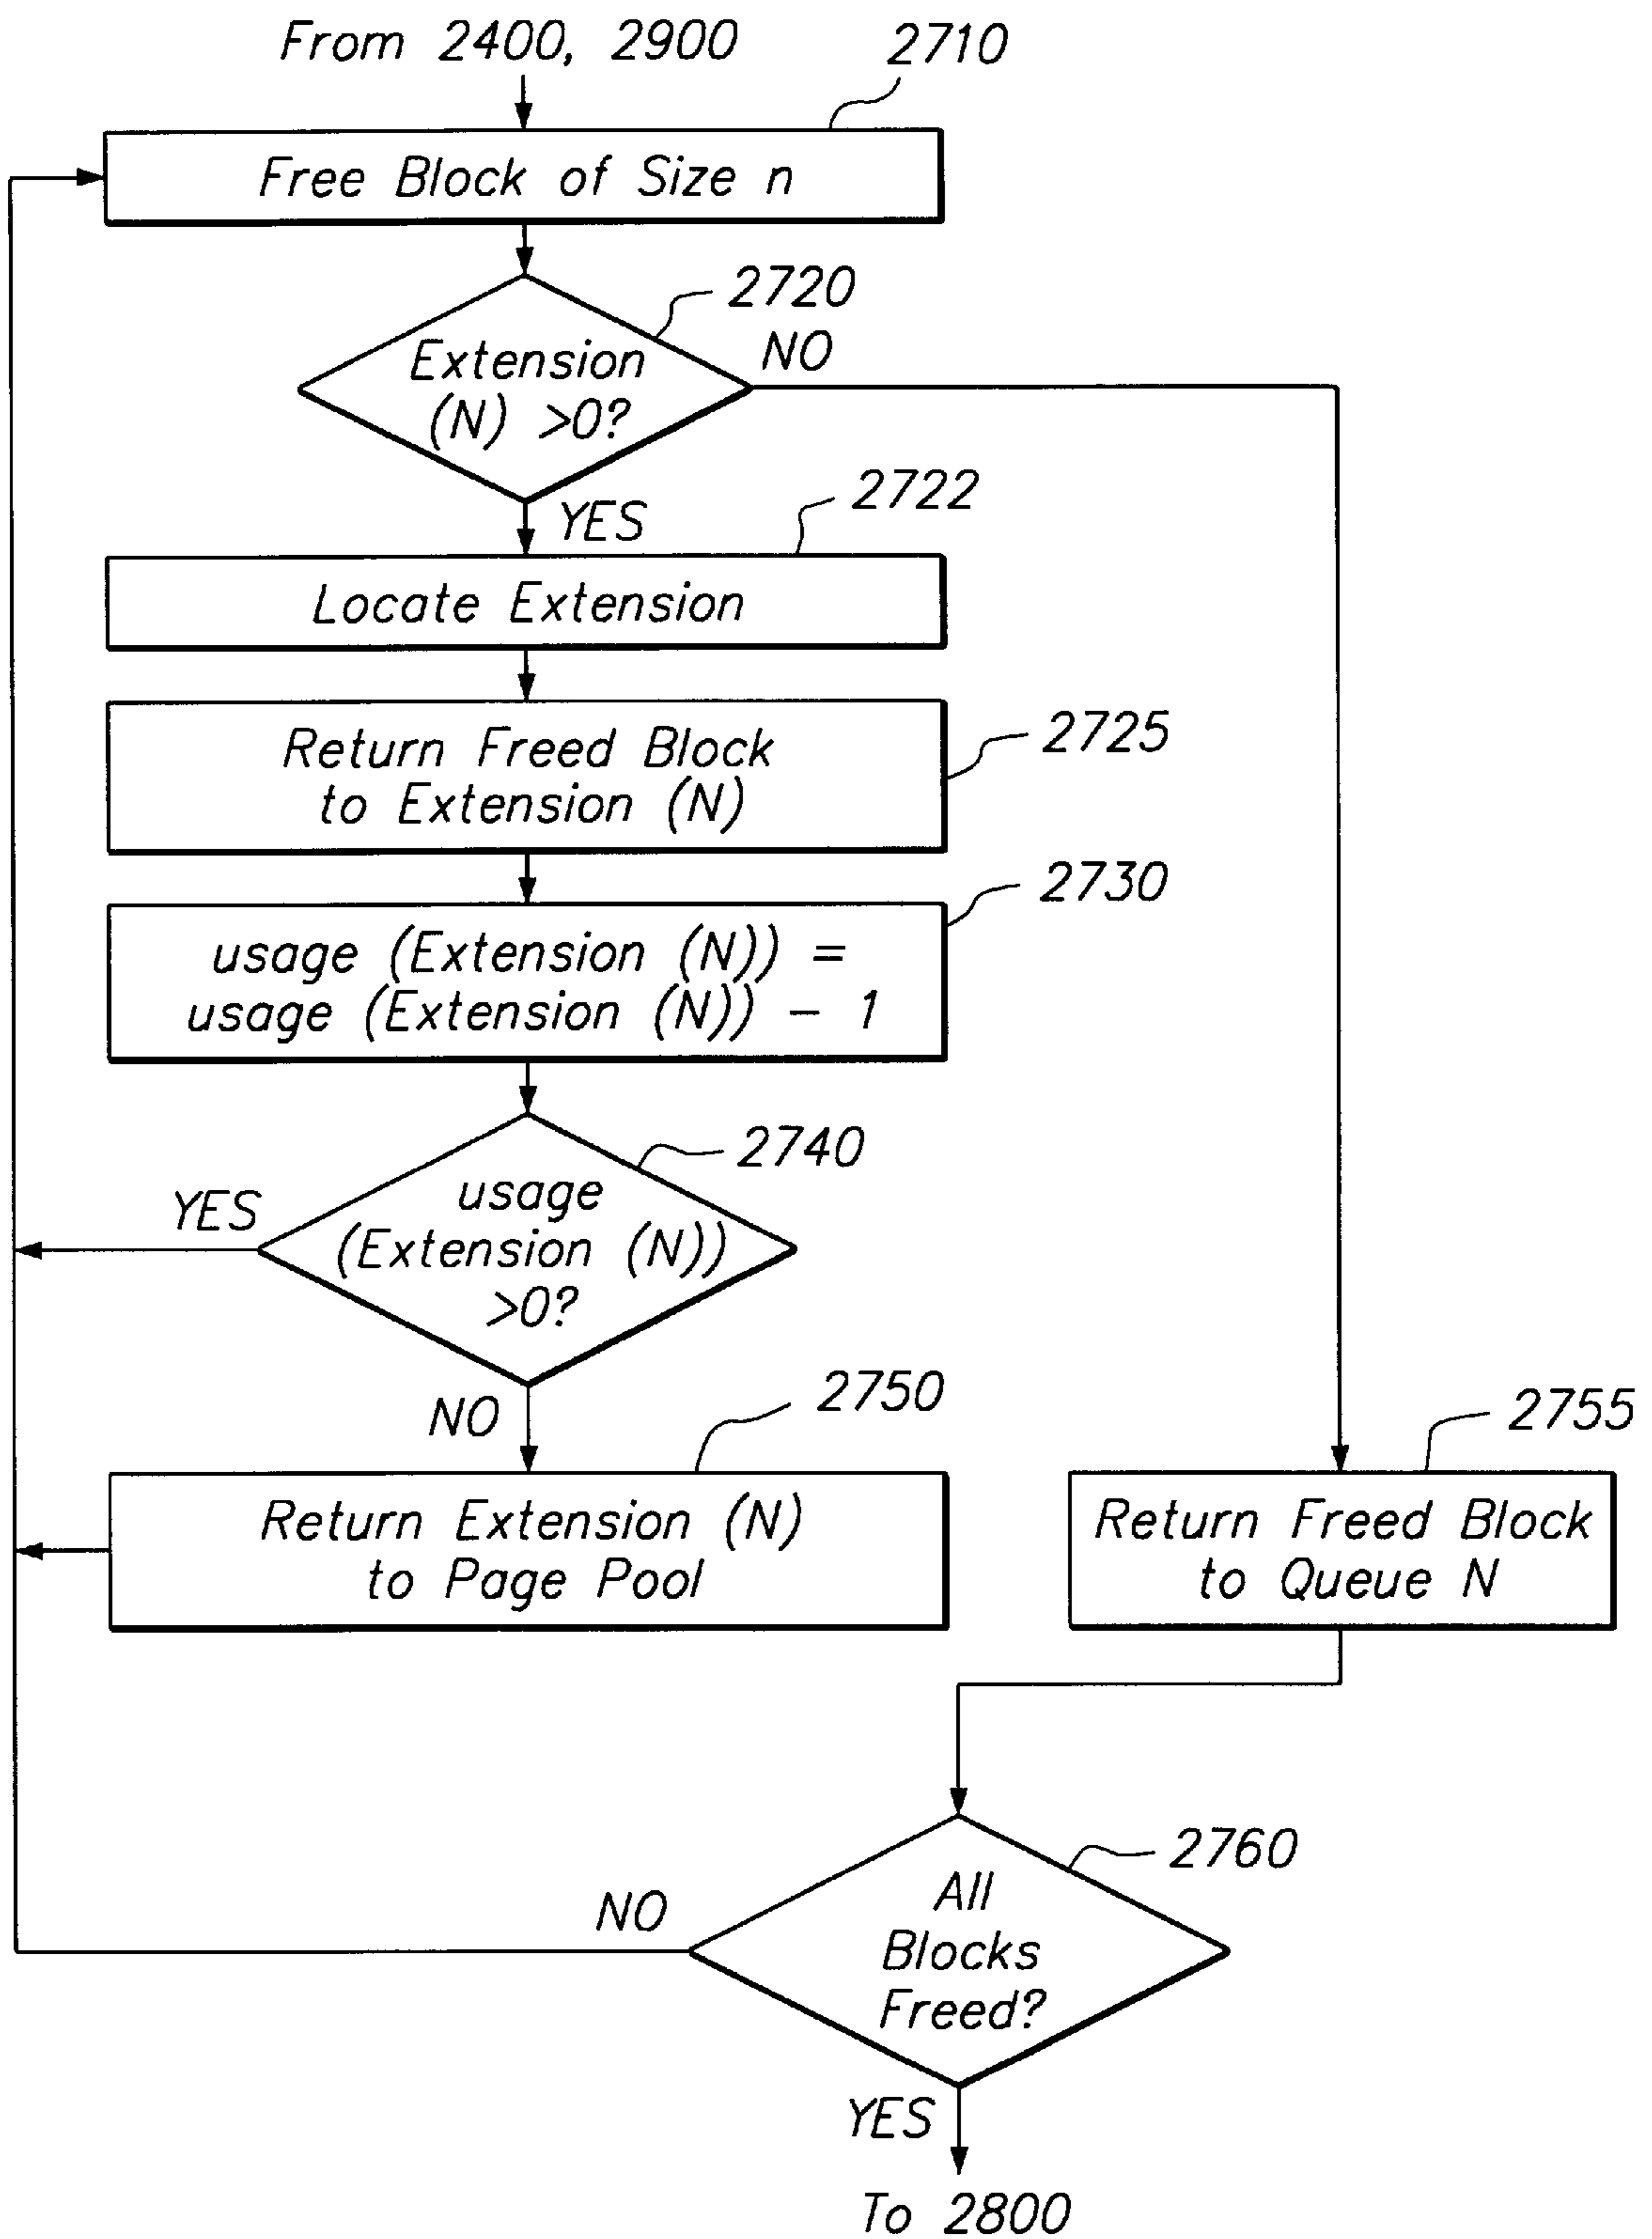 From 2400, 2900
2710
Free Block of Size n
2720
Extension
(N) >0?
NO
YES
2722
Locate Extension
Return Freed Block
to Extension (N)
2725
2730
usage (Extension (N)) =
usage (Extension (N)) - 1
2740
usage
(Extension (N))
>0?
YES
NO
2750
Return Extension (N)
to Page Pool
2755
Return Freed Block
to Queue N
2760
All
Blocks
Freed?
NO
YES
To 2800